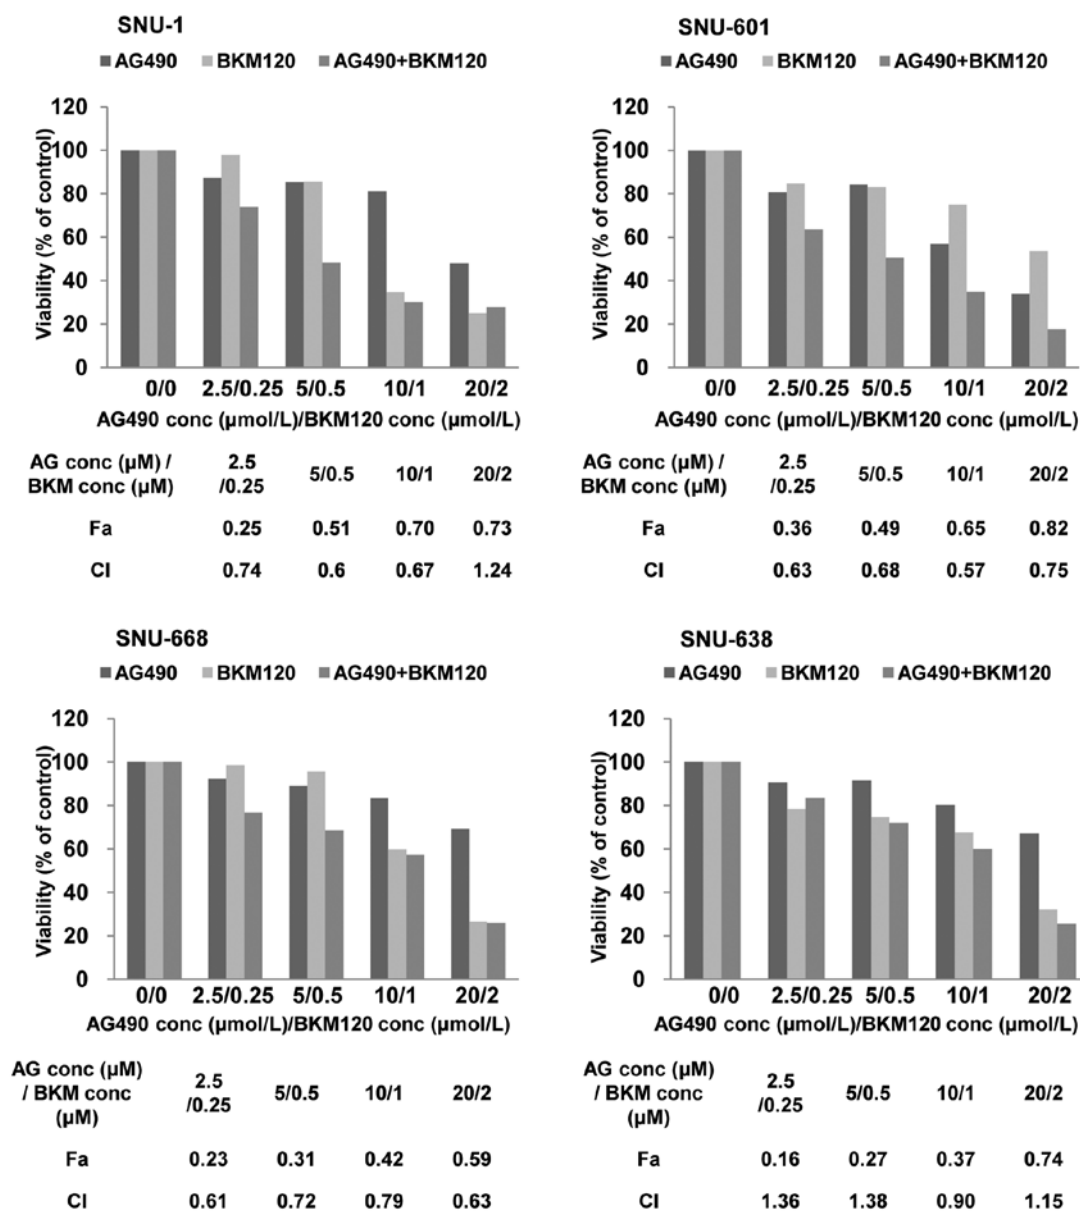 SNU-1
AG490 BKM120 AG490+BKM120
Viability (% of control)
120
100
80
60
40
20
0
0/0 2.5/0.25 5/0.5 10/1 20/2
AG490 conc (µmol/L)/BKM120 conc (µmol/L)
AG conc (µM) /
BKM conc (µM)
2.5
/0.25
5/0.5 10/1 20/2
Fa 0.25 0.51 0.70 0.73
CI 0.74 0.6 0.67 1.24
SNU-601
AG490 BKM120 AG490+BKM120
Viability (% of control)
120
100
80
60
40
20
0
0/0 2.5/0.25 5/0.5 10/1 20/2
AG490 conc (µmol/L)/BKM120 conc (µmol/L)
AG conc (µM) /
BKM conc (µM)
2.5
/0.25
5/0.5 10/1 20/2
Fa 0.36 0.49 0.65 0.82
CI 0.63 0.68 0.57 0.75
SNU-668
AG490 BKM120 AG490+BKM120
Viability (% of control)
120
100
80
60
40
20
0
0/0 2.5/0.25 5/0.5 10/1 20/2
AG490 conc (µmol/L)/BKM120 conc (µmol/L)
AG conc (µM)
/ BKM conc
(µM)
2.5
/0.25
5/0.5 10/1 20/2
Fa 0.23 0.31 0.42 0.59
CI 0.61 0.72 0.79 0.63
SNU-638
AG490 BKM120 AG490+BKM120
Viability (% of control)
120
100
80
60
40
20
0
0/0 2.5/0.25 5/0.5 10/1 20/2
AG490 conc (µmol/L)/BKM120 conc (µmol/L)
AG conc (µM)
/ BKM conc
(µM)
2.5
/0.25
5/0.5 10/1 20/2
Fa 0.16 0.27 0.37 0.74
CI 1.36 1.38 0.90 1.15